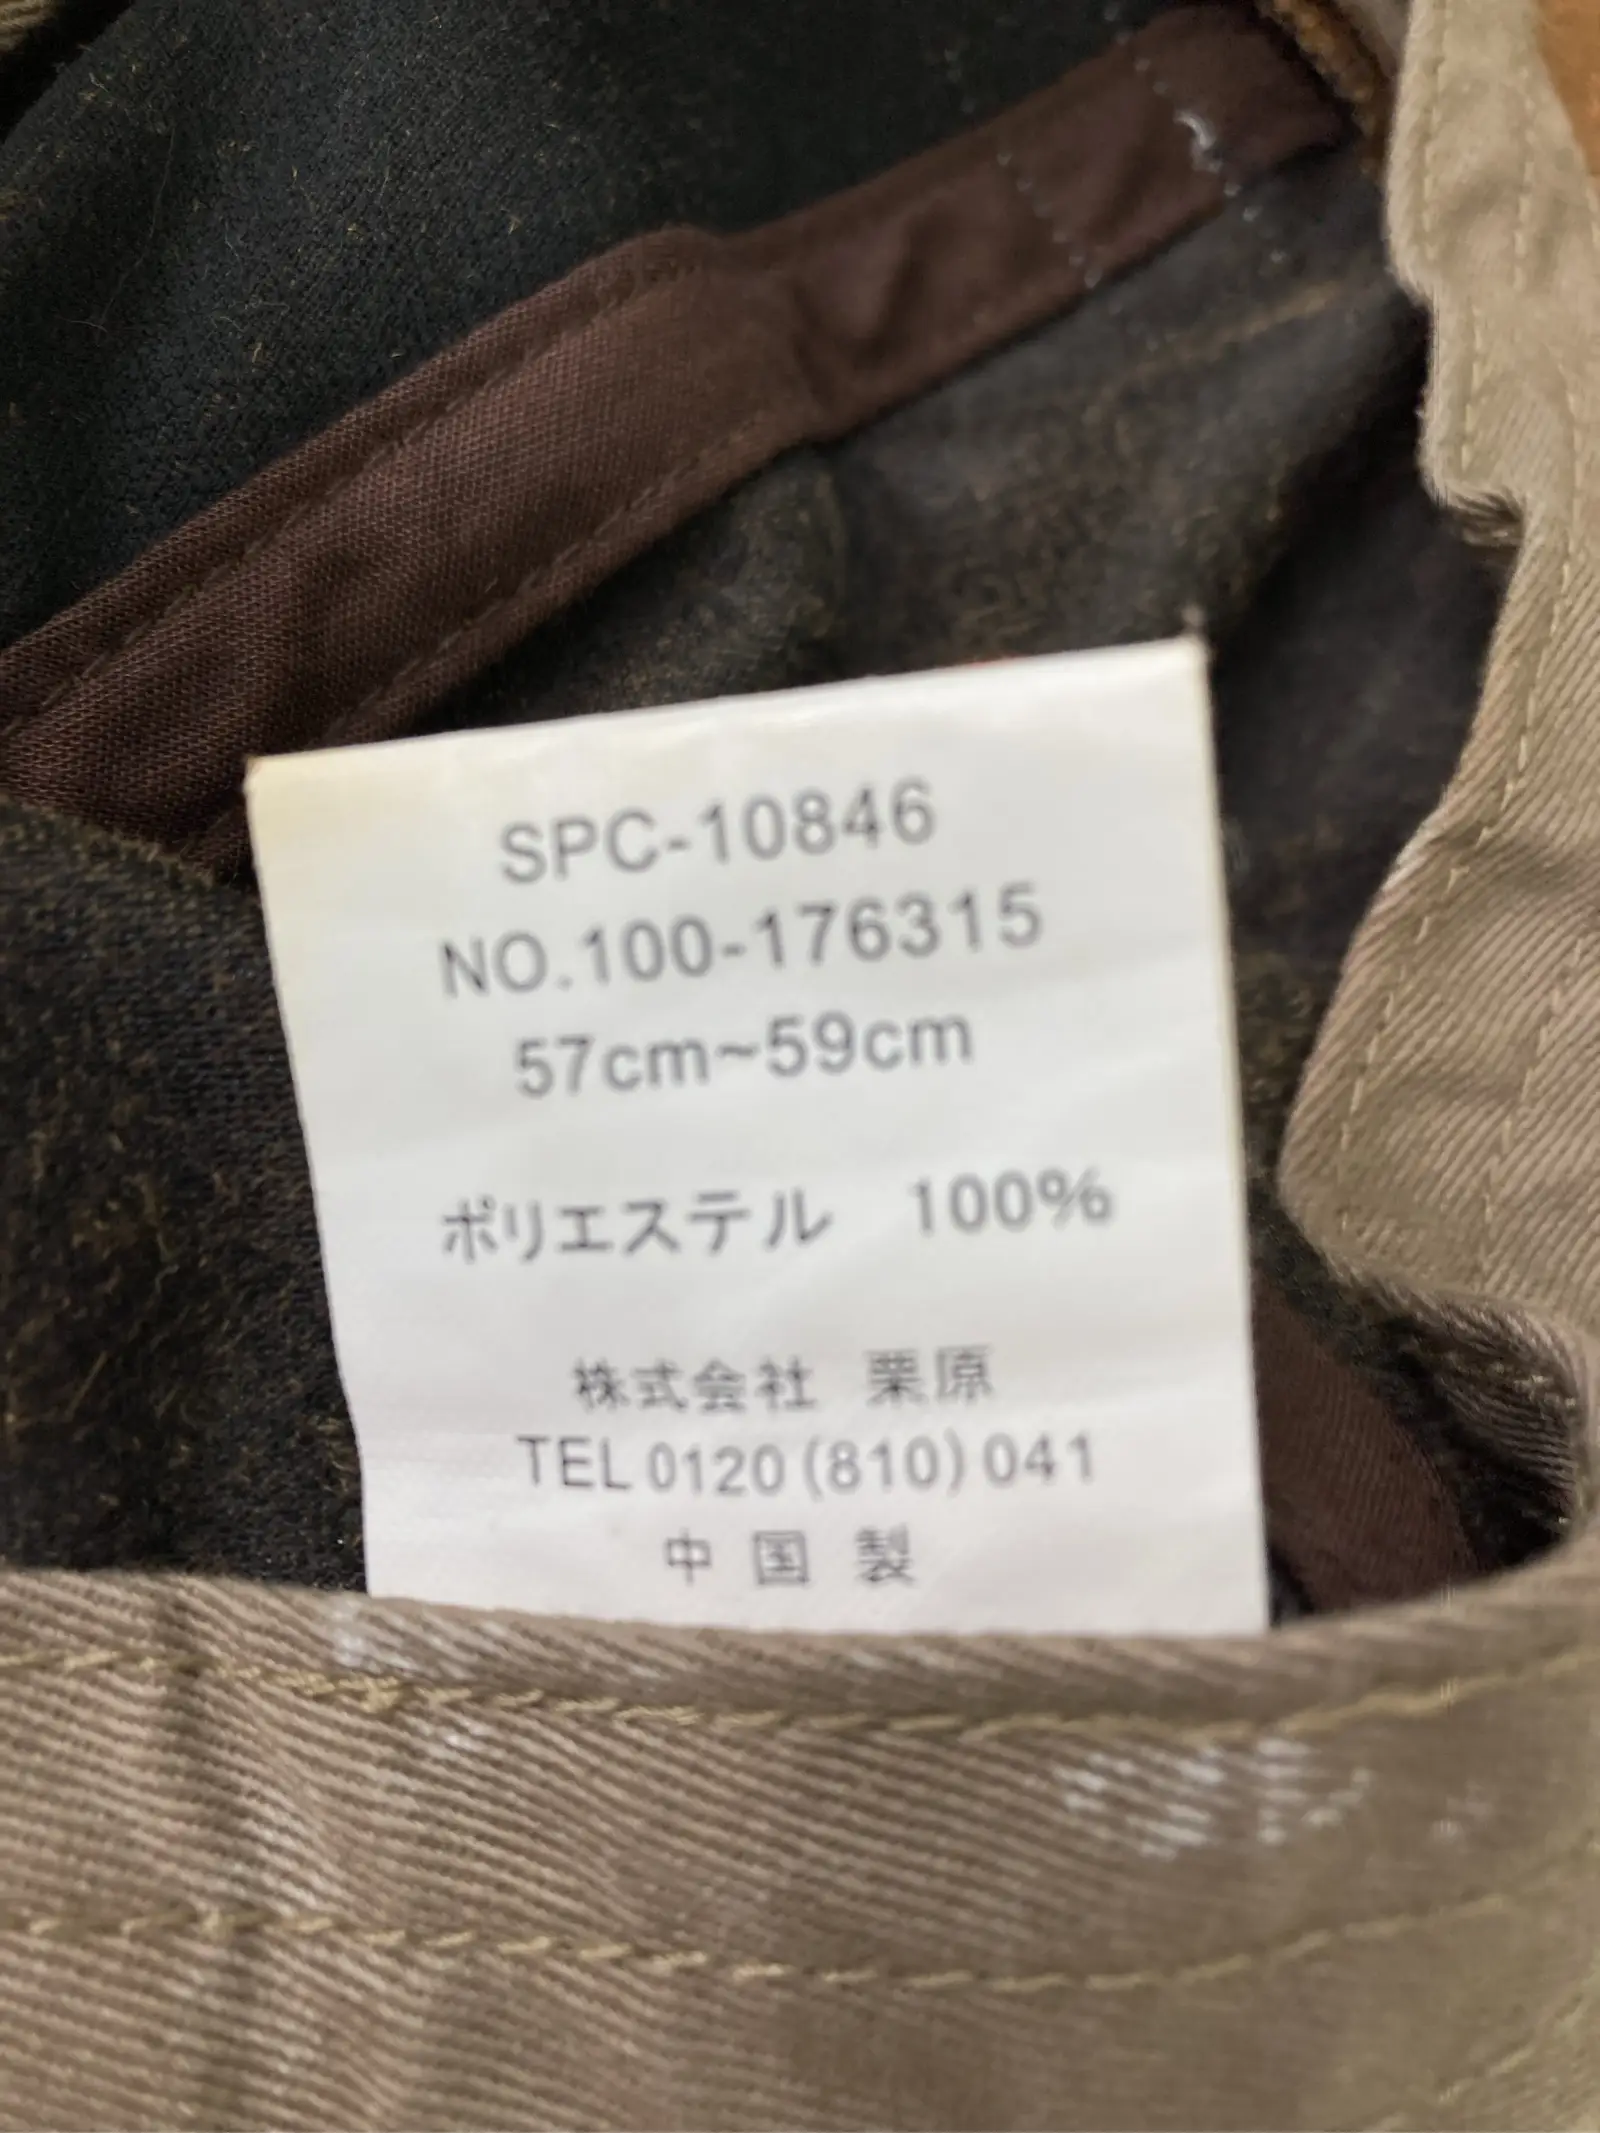 SPC-10846
NO.100-176315
57cm~59cm
ポリエステル 100%
株式会社 栗原
TEL 0120 (810) 041
中 国 製